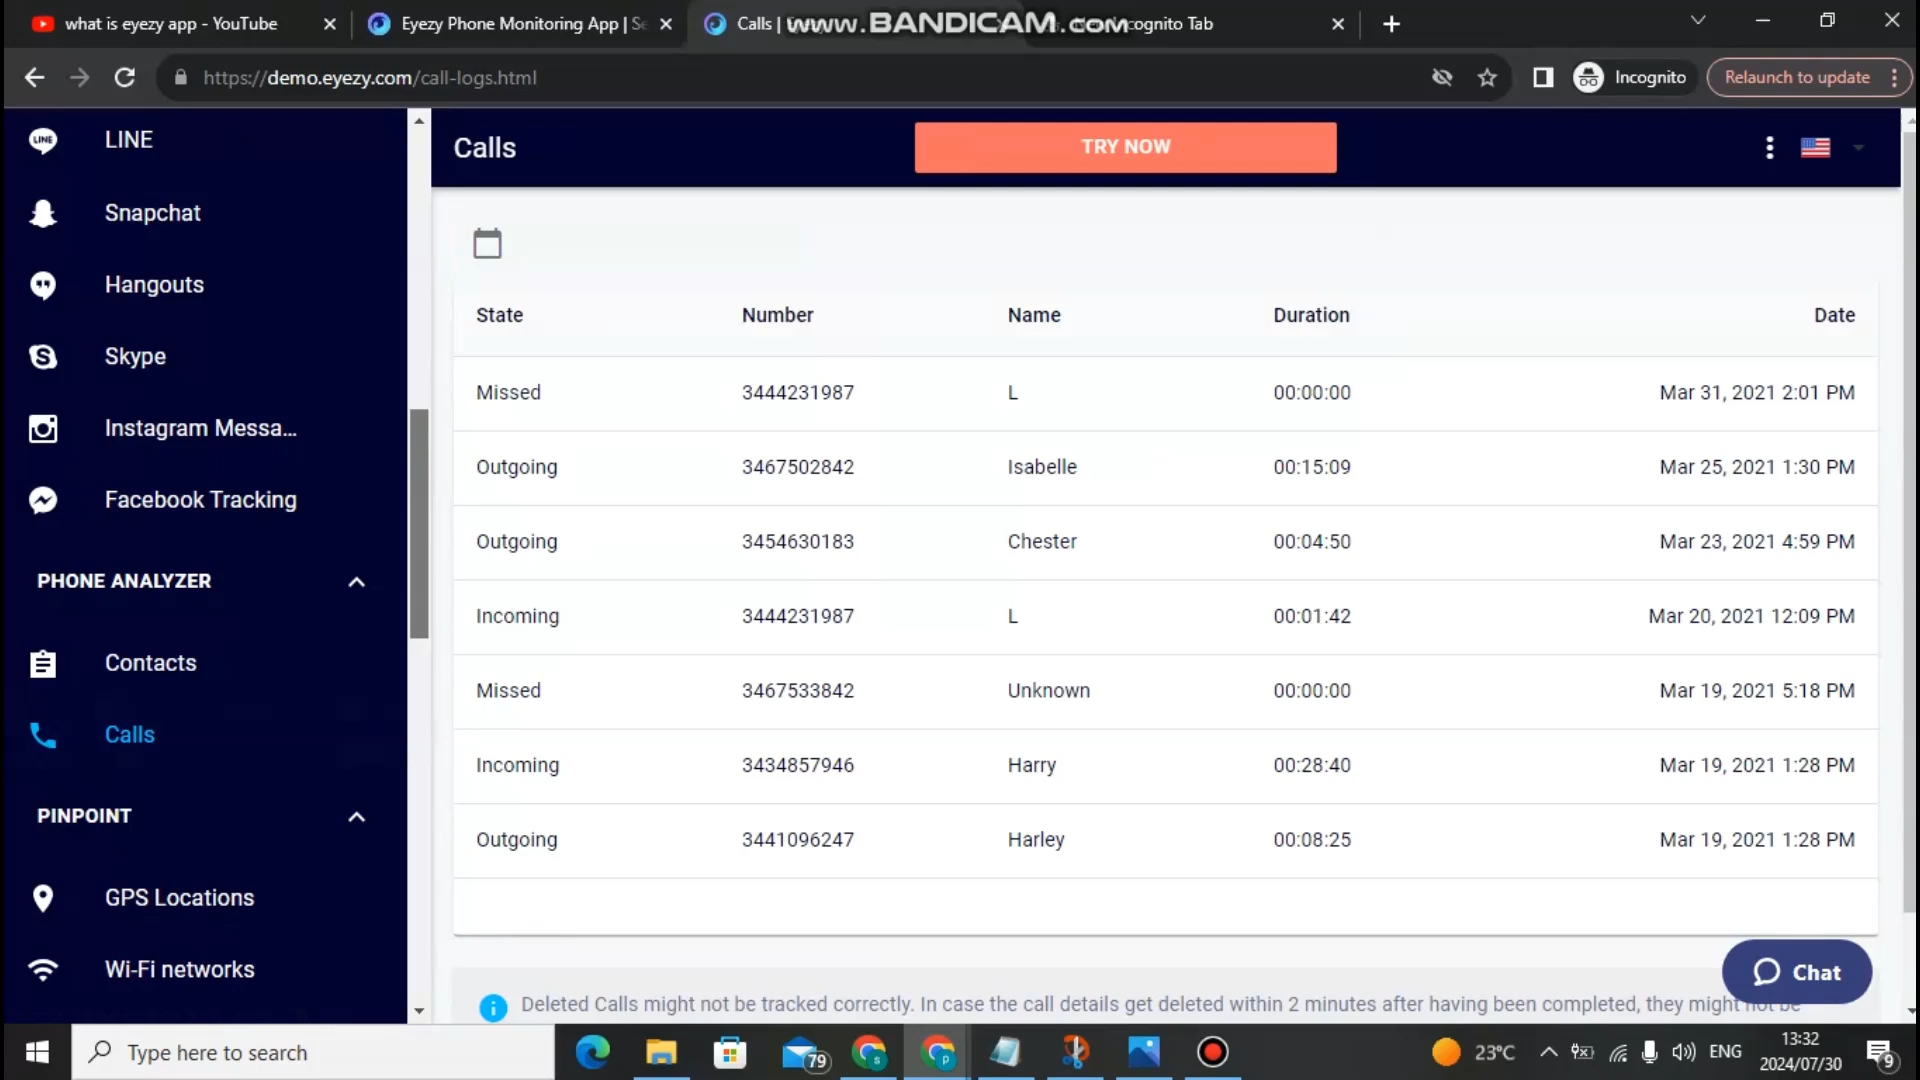 what is eyezy app - YouTube
Eyezy Phone Monitoring App | Se
Calls |
www.BANDICAM.com
ognito Tab
https://demo.eyezy.com/call-logs.html
Incognito
Relaunch to update
LINE
LINE
Snapchat
Hangouts
Skype
Instagram Messa...
Facebook Tracking
PHONE ANALYZER
Contacts
Calls
PINPOINT
GPS Locations
Wi-Fi networks
Calls
TRY NOW
State Number Name Duration Date
Missed 3444231987 L 00:00:00 Mar 31, 2021 2:01 PM
Outgoing 3467502842 Isabelle 00:15:09 Mar 25, 2021 1:30 PM
Outgoing 3454630183 Chester 00:04:50 Mar 23, 2021 4:59 PM
Incoming 3444231987 L 00:01:42 Mar 20, 2021 12:09 PM
Missed 3467533842 Unknown 00:00:00 Mar 19, 2021 5:18 PM
Incoming 3434857946 Harry 00:28:40 Mar 19, 2021 1:28 PM
Outgoing 3441096247 Harley 00:08:25 Mar 19, 2021 1:28 PM
Deleted Calls might not be tracked correctly. In case the call details get deleted within 2 minutes after having been completed, they might not be
Chat
Type here to search
79
23°C
ENG
13:32
2024/07/30
9